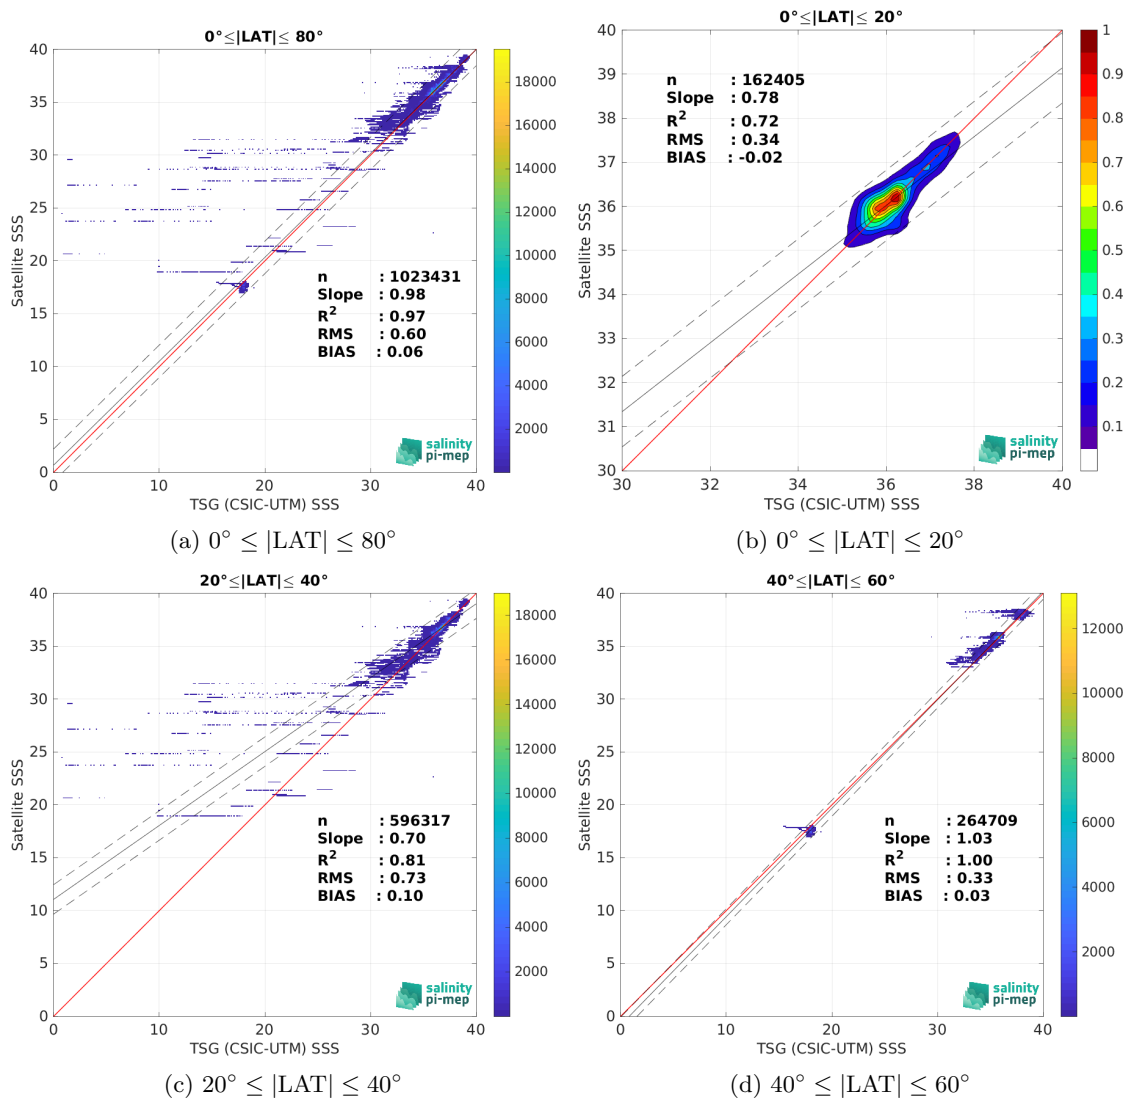 0°≤|LAT|≤ 80°
40
35
30
25
20
15
10
5
0
Satellite SSS
0
10
20
30
40
TSG (CSIC-UTM) SSS
n : 1023431
Slope : 0.98
R² : 0.97
RMS : 0.60
BIAS : 0.06
salinity
pi-mep
18000
16000
14000
12000
10000
8000
6000
4000
2000
(a) 0° ≤ |LAT| ≤ 80°
0°≤|LAT|≤ 20°
40
39
38
37
36
35
34
33
32
31
30
Satellite SSS
30
32
34
36
38
40
TSG (CSIC-UTM) SSS
n : 162405
Slope : 0.78
R² : 0.72
RMS : 0.34
BIAS : -0.02
salinity
pi-mep
1
0.9
0.8
0.7
0.6
0.5
0.4
0.3
0.2
0.1
(b) 0° ≤ |LAT| ≤ 20°
20°≤|LAT|≤ 40°
40
35
30
25
20
15
10
5
0
Satellite SSS
0
10
20
30
40
TSG (CSIC-UTM) SSS
n : 596317
Slope : 0.70
R² : 0.81
RMS : 0.73
BIAS : 0.10
salinity
pi-mep
18000
16000
14000
12000
10000
8000
6000
4000
2000
(c) 20° ≤ |LAT| ≤ 40°
40°≤|LAT|≤ 60°
40
35
30
25
20
15
10
5
0
Satellite SSS
0
10
20
30
40
TSG (CSIC-UTM) SSS
n : 264709
Slope : 1.03
R² : 1.00
RMS : 0.33
BIAS : 0.03
salinity
pi-mep
12000
10000
8000
6000
4000
2000
(d) 40° ≤ |LAT| ≤ 60°